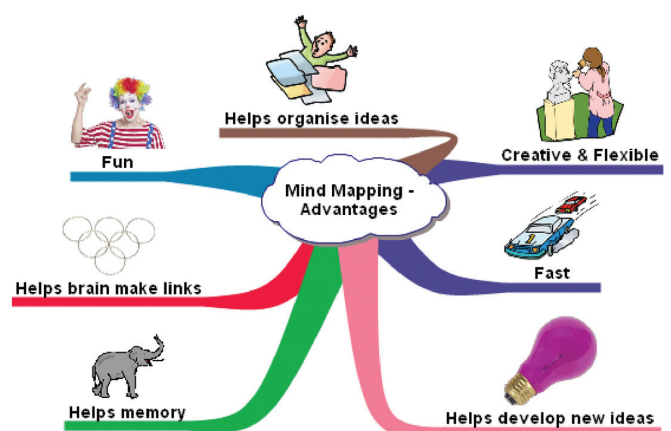 Helps organise ideas
Fun
Creative & Flexible
Mind Mapping -
Advantages
Helps brain make links
1
Fast
Helps memory
Helps develop new ideas